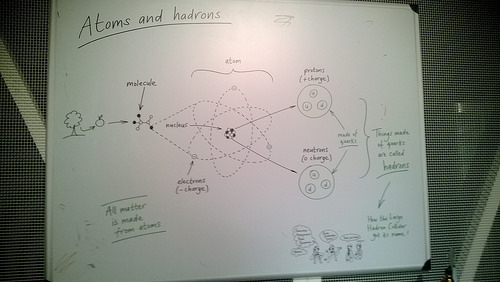 Atoms and hadrons
molecule
atom
protons
(+ charge)
u
u d
nucleus
electrons
(- charge)
neutrons
(0 charge)
u
d d
made of
quarks
Things made
of quarks
are called
hadrons
How the Large
Hadron Collider
got its name!
All matter
is made
from atoms